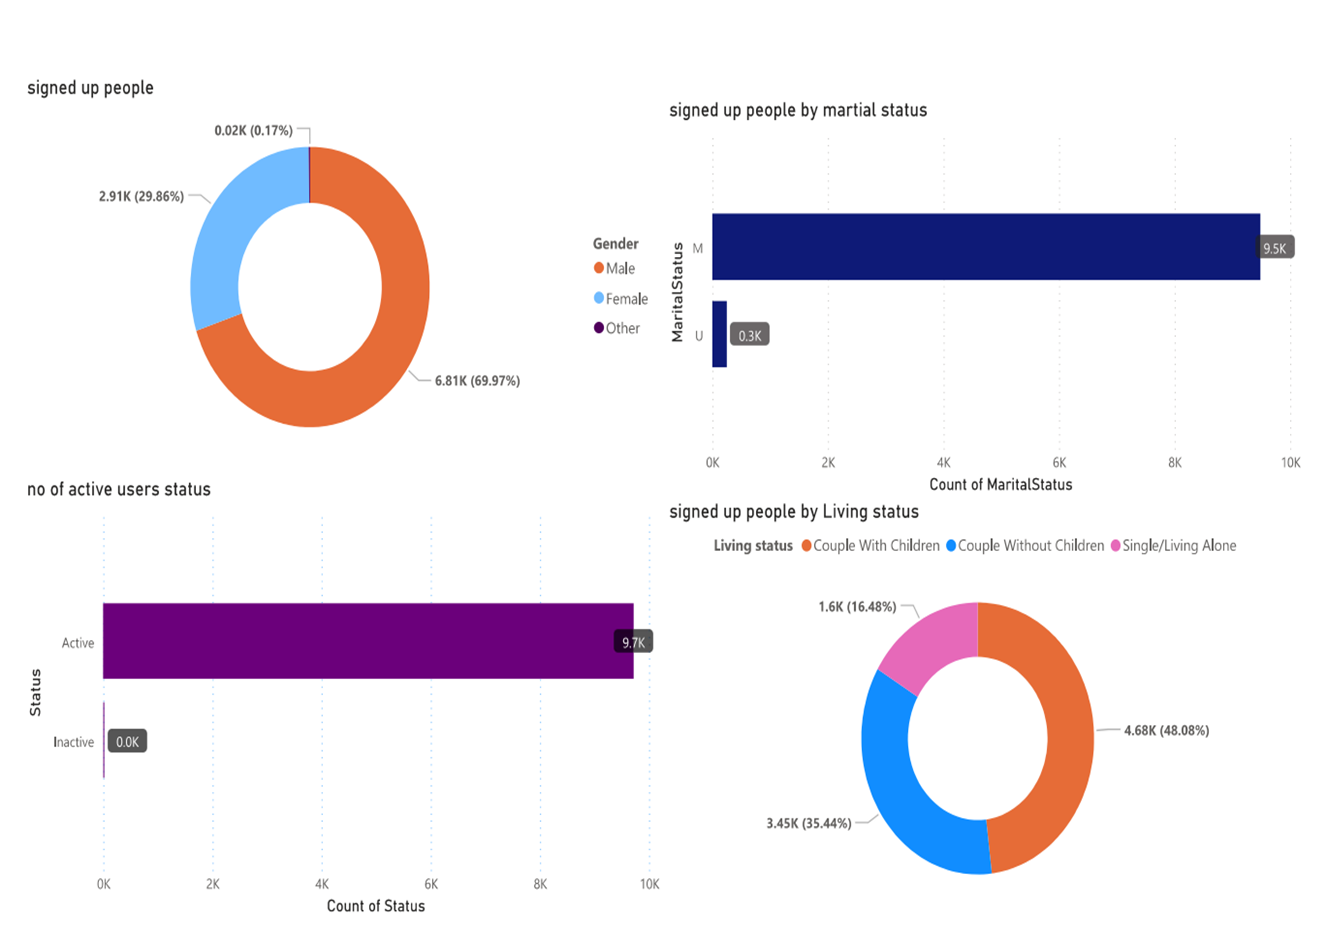 signed up people
0.02K (0.17%)
2.91K (29.86%)
6.81K (69.97%)
Gender
Male
Female
Other
signed up people by martial status
MaritalStatus
M
9.5K
U
0.3K
0K 2K 4K 6K 8K 10K
Count of MaritalStatus
no of active users status
Status
Active
9.7K
Inactive
0.0K
0K 2K 4K 6K 8K 10K
Count of Status
signed up people by Living status
Living status Couple With Children Couple Without Children Single/Living Alone
1.6K (16.48%)
4.68K (48.08%)
3.45K (35.44%)